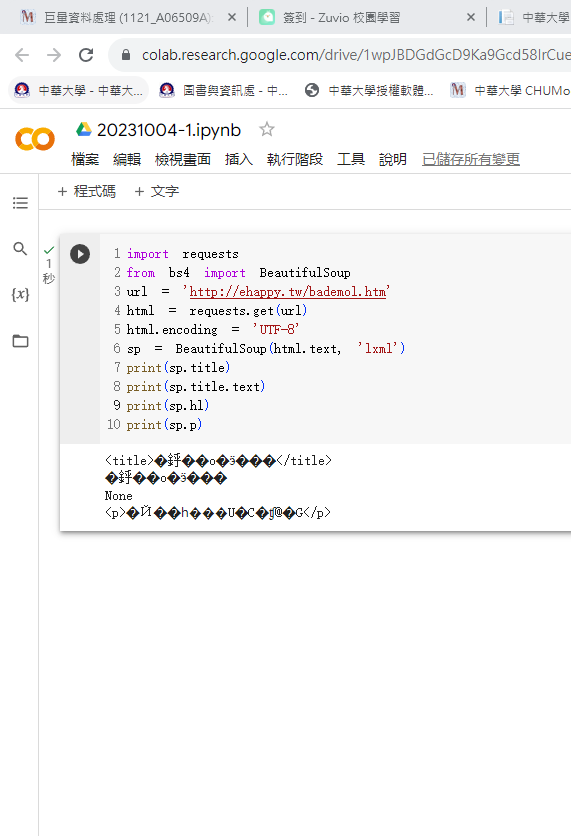 巨量資料處理 (1121_A06509A)
簽到 - Zuvio 校園學習
中華大學
colab.research.google.com/drive/1wpJBDGdGcD9Ka9Gcd58lrCue
中華大學 - 中華大...
圖書與資訊處 - 中...
中華大學授權軟體...
中華大學 CHUMo
20231004-1.ipynb
檔案 編輯 檢視畫面 插入 執行階段 工具 說明 已儲存所有變更
+ 程式碼 + 文字
1 秒
{x}
1 import requests
2 from bs4 import BeautifulSoup
3 url = 'http://ehappy.tw/bademol.htm'
4 html = requests.get(url)
5 html.encoding = 'UTF-8'
6 sp = BeautifulSoup(html.text, 'lxml')
7 print(sp.title)
8 print(sp.title.text)
9 print(sp.hl)
10 print(sp.p)
<title>�鋢��o�ӭ���</title>
�鋢��o�ӭ���
None
<p>�Й��h���U�C�ӿ@�G</p>